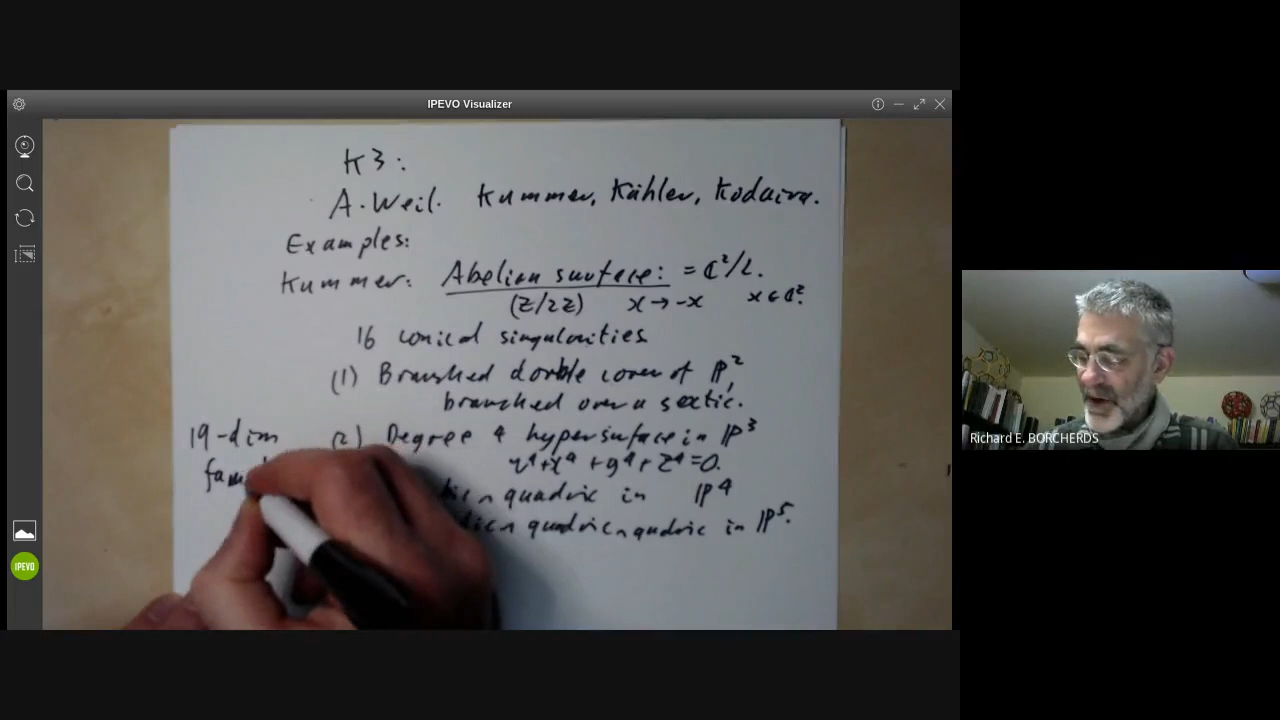 IPEVO Visualizer
K3:
A. Weil. Kummer, Kähler, Kodaira.
Examples:
Kummer: Abelian surface: = ℂ²/L.
(Z/2Z) x → -x x ∈ ℂ².
16 conical singularities
(1) Branched double cover of ℙ²,
branched over a sextic.
19-dim (2) Degree 4 hypersurface in ℙ³
w⁴+x⁴+y⁴+z⁴=0.
∩ quadric in ℙ⁴
∩ quadric ∩ quadric in ℙ⁵.
Richard E. BORCHERDS
IPEVO